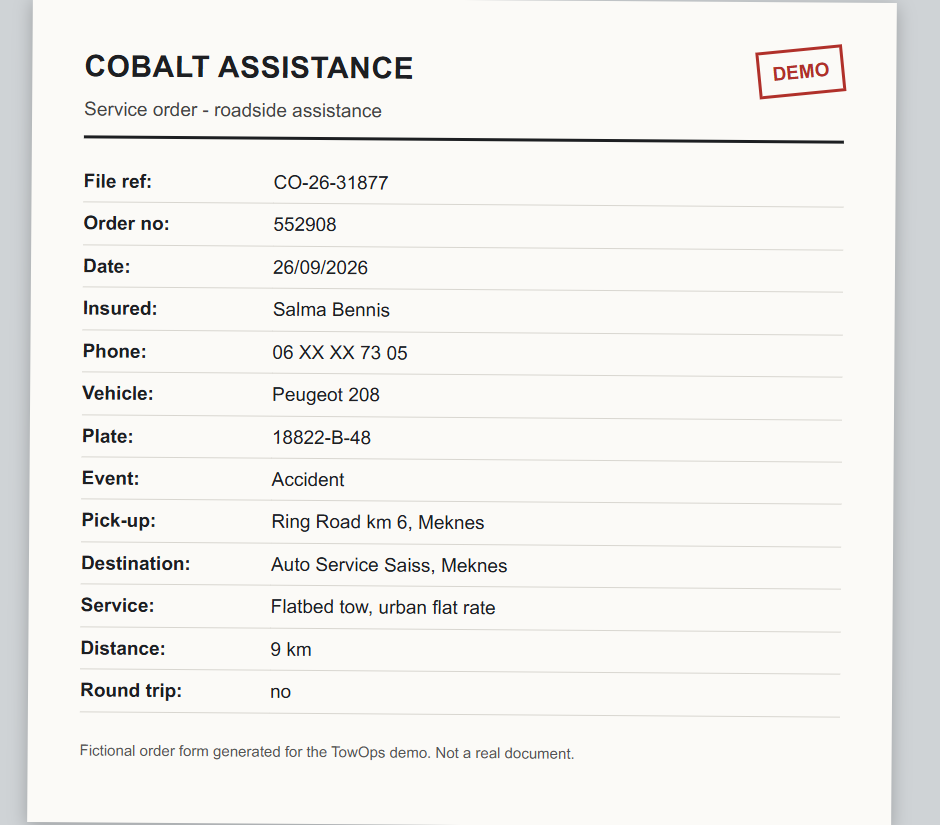 COBALT ASSISTANCE
DEMO
Service order - roadside assistance
File ref: CO-26-31877
Order no: 552908
Date: 26/09/2026
Insured: Salma Bennis
Phone: 06 XX XX 73 05
Vehicle: Peugeot 208
Plate: 18822-B-48
Event: Accident
Pick-up: Ring Road km 6, Meknes
Destination: Auto Service Saiss, Meknes
Service: Flatbed tow, urban flat rate
Distance: 9 km
Round trip: no
Fictional order form generated for the TowOps demo. Not a real document.